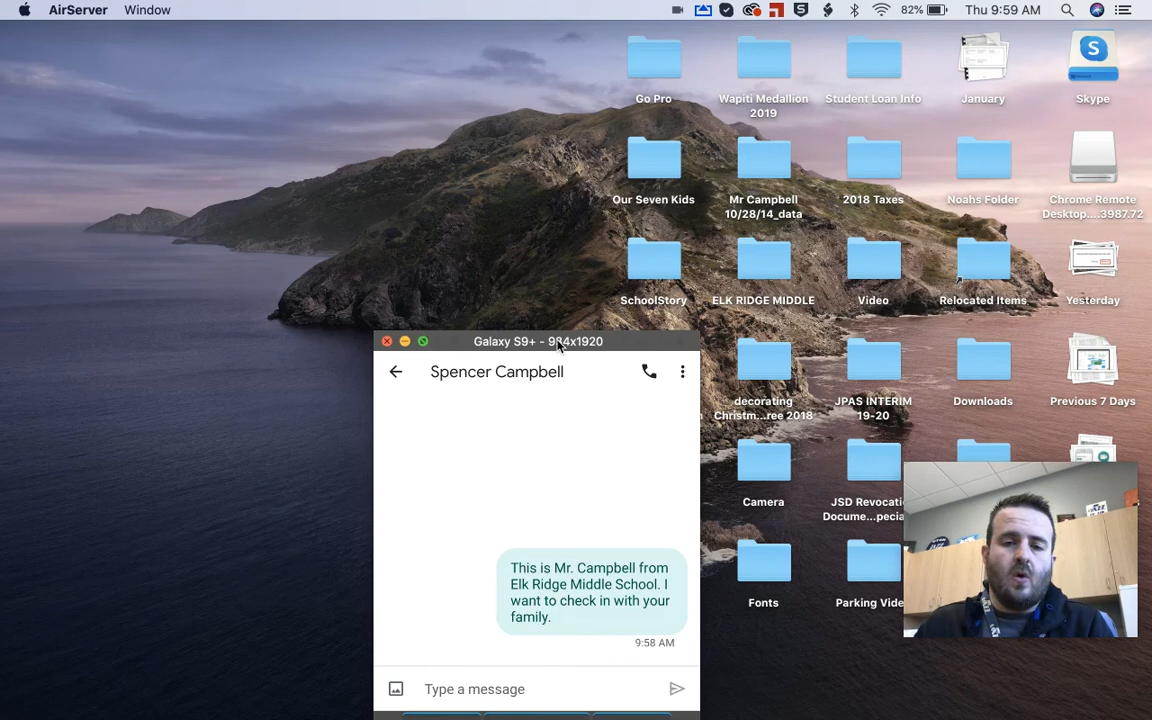 AirServer Window
82% Thu 9:59 AM
Go Pro
Wapiti Medallion
2019
Student Loan Info
January
Skype
Our Seven Kids
Mr Campbell
10/28/14_data
2018 Taxes
Noahs Folder
Chrome Remote
Desktop....3987.72
SchoolStory
ELK RIDGE MIDDLE
Video
Relocated Items
Yesterday
Galaxy S9+ - 984x1920
Spencer Campbell
decorating
Christm...ree 2018
JPAS INTERIM
19-20
Downloads
Previous 7 Days
Camera
JSD Revocati
Docume...pecia
This is Mr. Campbell from
Elk Ridge Middle School. I
want to check in with your
family.
9:58 AM
Fonts
Parking Vide
Type a message